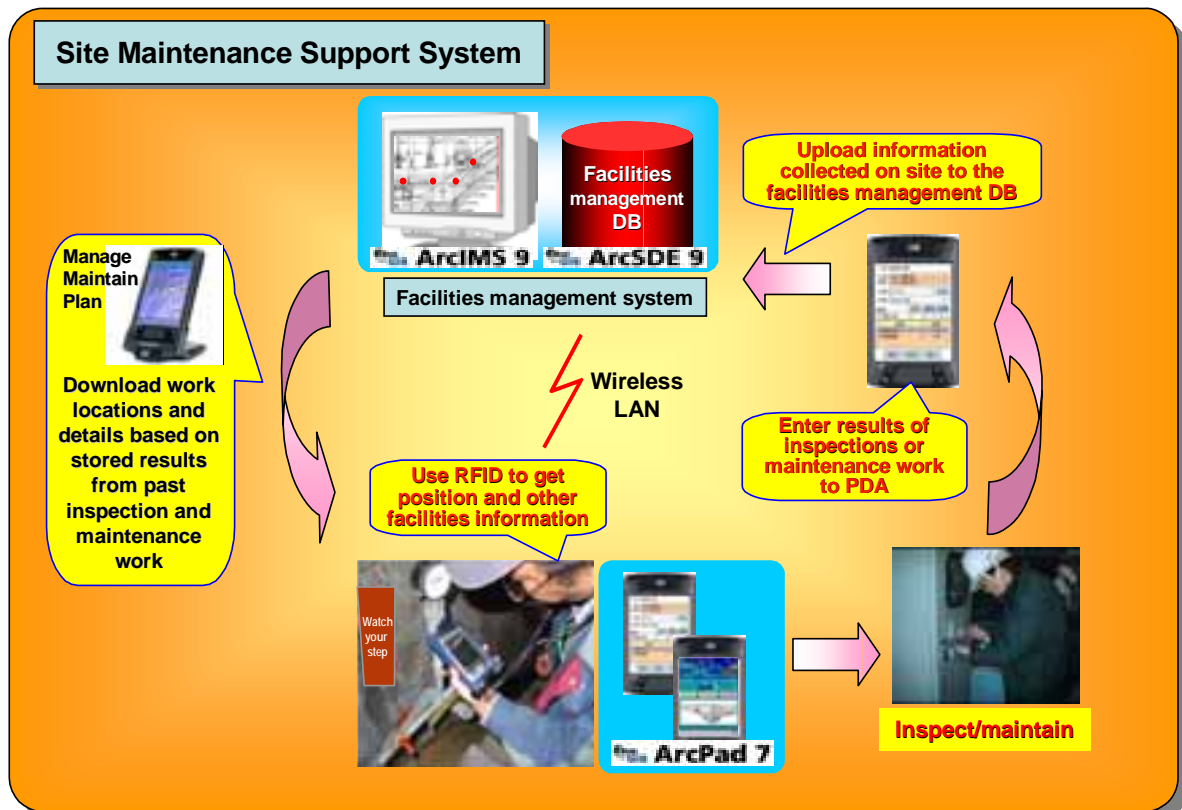 Site Maintenance Support System
Facilities
management
DB
ArcIMS 9
ArcSDE 9
Facilities management system
Upload information
collected on site to the
facilities management DB
Manage
Maintain
Plan
Download work
locations and
details based on
stored results
from past
inspection and
maintenance
work
Wireless
LAN
Enter results of
inspections or
maintenance work
to PDA
Use RFID to get
position and other
facilities information
Watch
your
step
ArcPad 7
Inspect/maintain